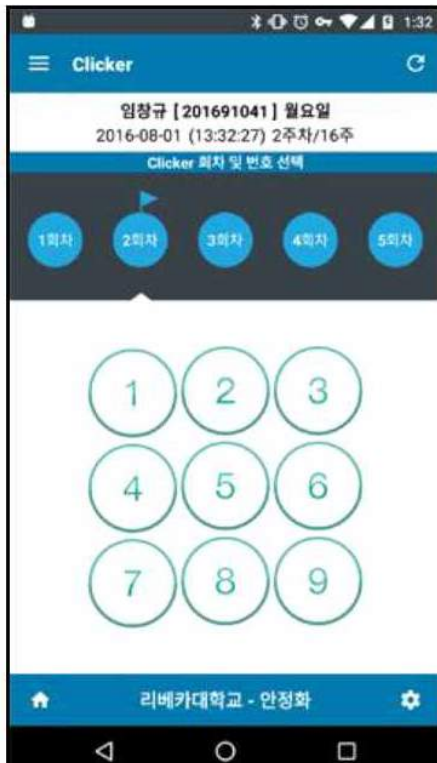 1:32
Clicker
임창규 [201691041] 월요일
2016-08-01 (13:32:27) 2주차/16주
Clicker 회차 및 번호 선택
1회차 2회차 3회차 4회차 5회차
1 2 3
4 5 6
7 8 9
리베카대학교 - 안정화